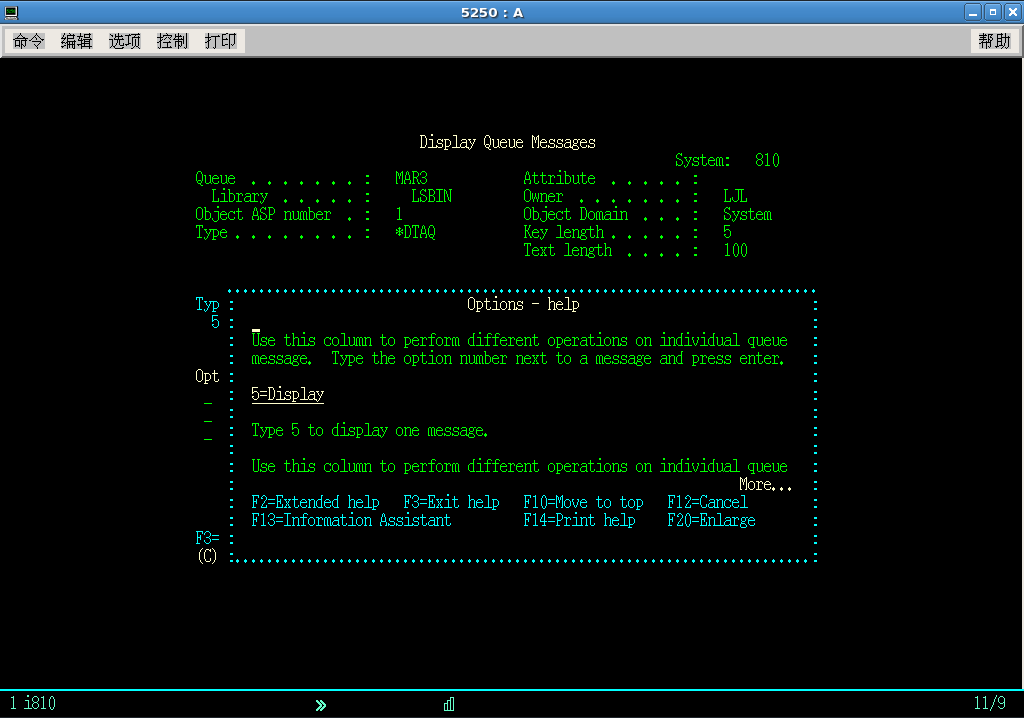 5250 : A
命令 编辑 选项 控制 打印 帮助
Display Queue Messages
System: 810
Queue . . . . . . . : MAR3 Attribute . . . . . :
Library . . . . . : LSBIN Owner . . . . . . . : LJL
Object ASP number . : 1 Object Domain . . . : System
Type . . . . . . . . : *DTAQ Key length . . . . . : 5
Text length . . . . : 100
Typ : Options - help :
5 :
Use this column to perform different operations on individual queue
message. Type the option number next to a message and press enter.
Opt :
5=Display
Type 5 to display one message.
Use this column to perform different operations on individual queue
More...
F2=Extended help F3=Exit help F10=Move to top F12=Cancel
F13=Information Assistant F14=Print help F20=Enlarge
F3= :
(C) :
1 i810 11/9